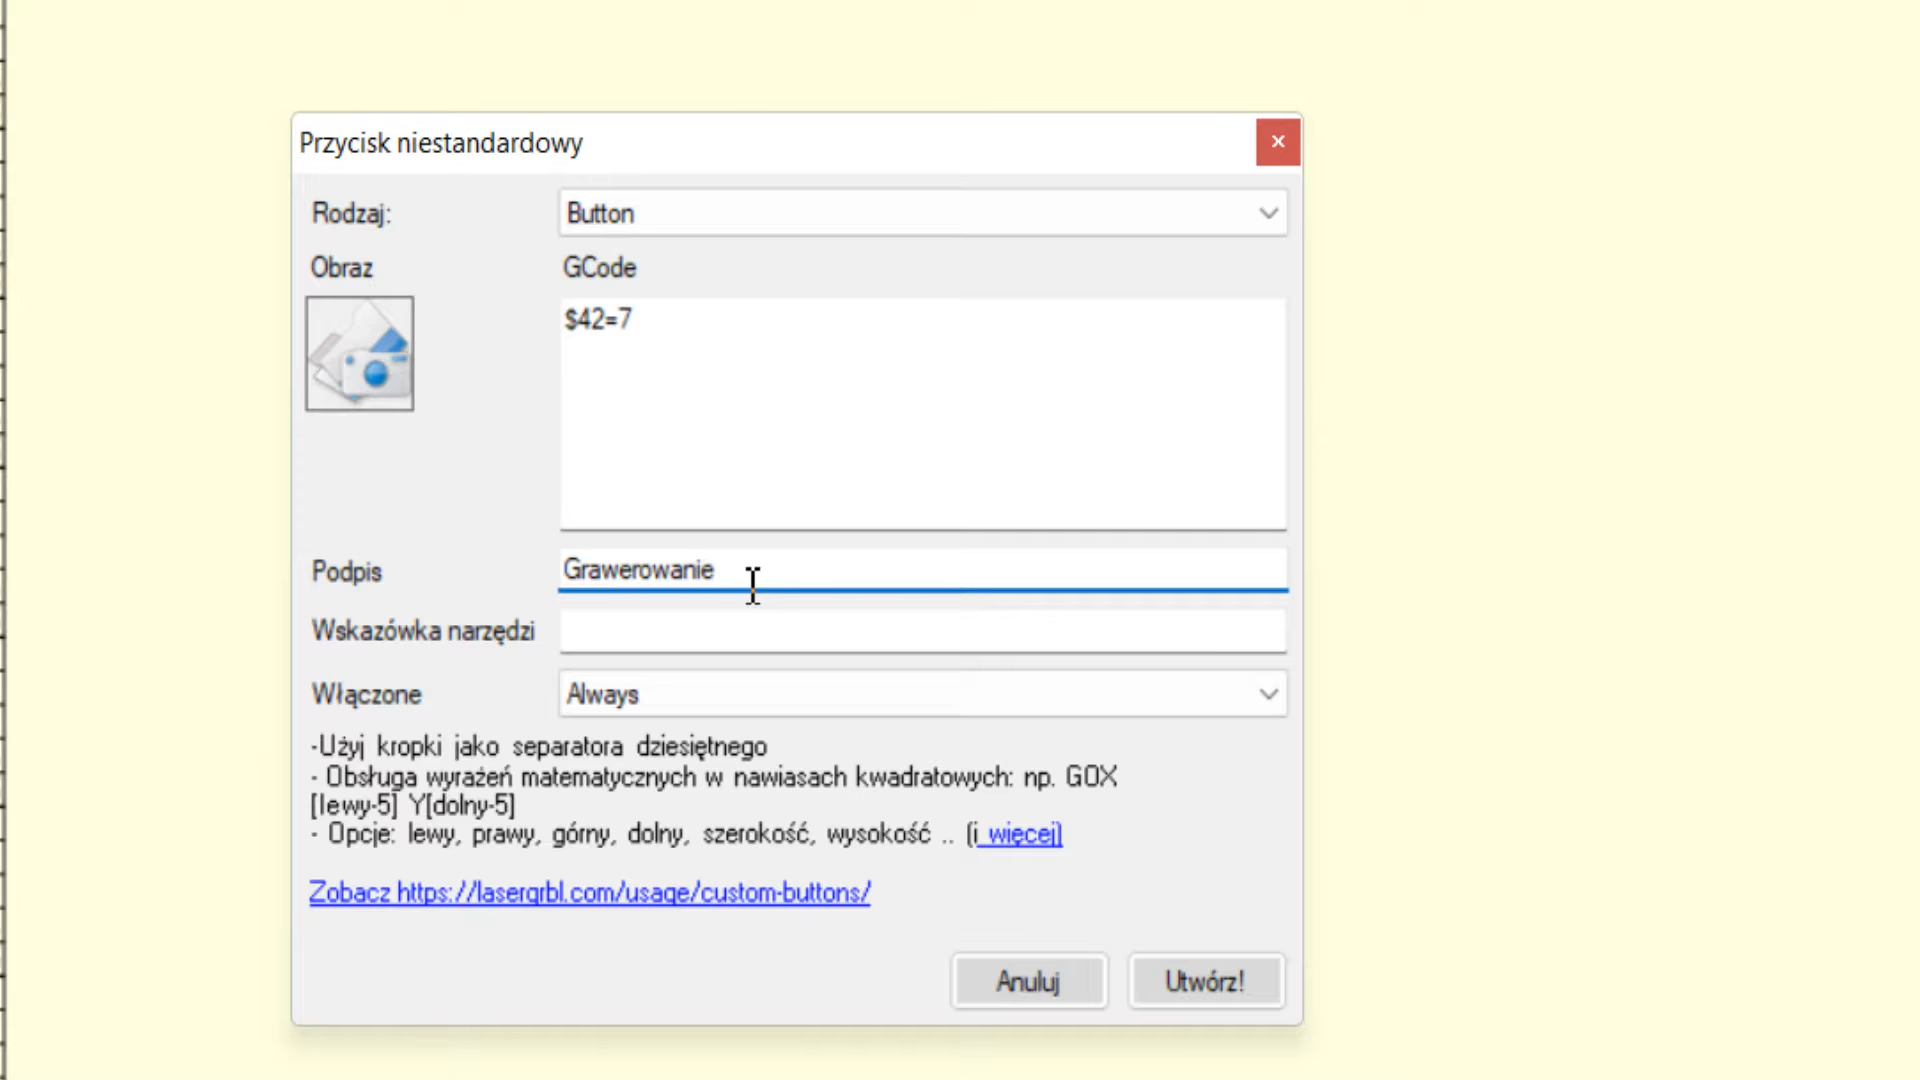 Przycisk niestandardowy
×
Rodzaj:
Button
Obraz
GCode
$42=7
Podpis
Grawerowanie
Wskazówka narzędzi
Włączone
Always
-Użyj kropki jako separatora dziesiętnego
- Obsługa wyrażeń matematycznych w nawiasach kwadratowych: np. G0X
[lewy-5] Y[dolny-5]
- Opcje: lewy, prawy, górny, dolny, szerokość, wysokość .. (i więcej)
Zobacz https://lasergrbl.com/usage/custom-buttons/
Anuluj
Utwórz!